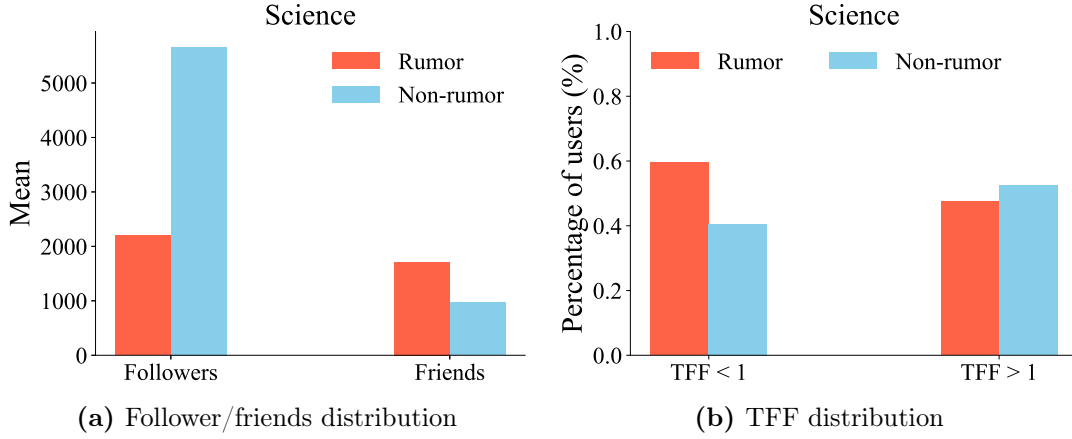 Science
Mean
5000
4000
3000
2000
1000
0
Rumor
Non-rumor
Followers
Friends
(a) Follower/friends distribution
Science
Percentage of users (%)
1.0
0.8
0.6
0.4
0.2
0.0
Rumor
Non-rumor
TFF < 1
TFF > 1
(b) TFF distribution